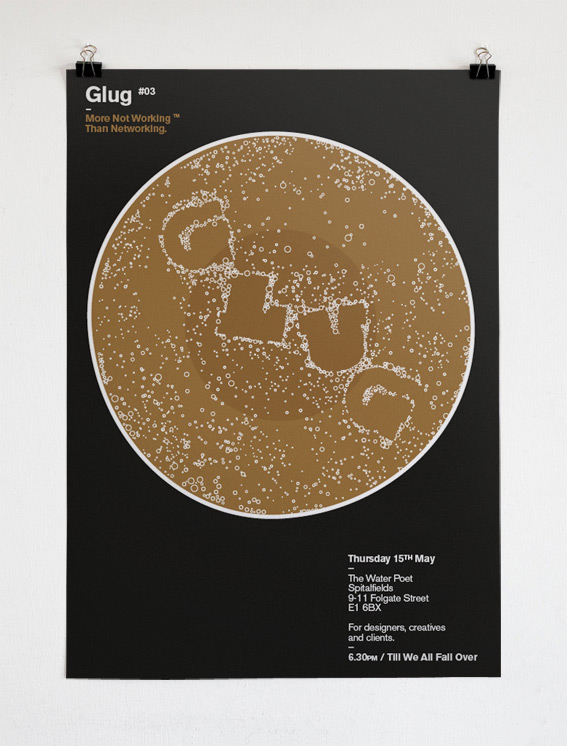 Glug #03
More Not Working ™
Than Networking.
GLUG
Thursday 15TH May
The Water Poet
Spitalfields
9-11 Folgate Street
E1 6BX
For designers, creatives
and clients.
6.30PM / Till We All Fall Over